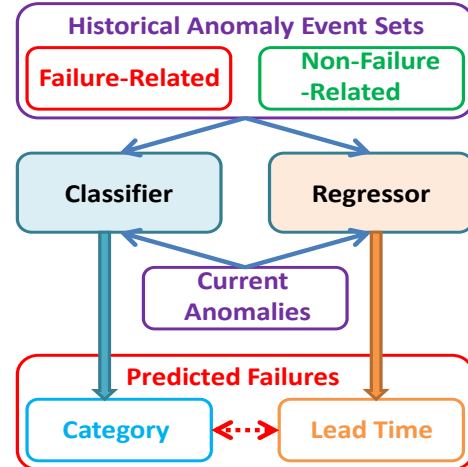 Historical Anomaly Event Sets
Failure-Related
Non-Failure
-Related
Classifier
Regressor
Current
Anomalies
Predicted Failures
Category
Lead Time